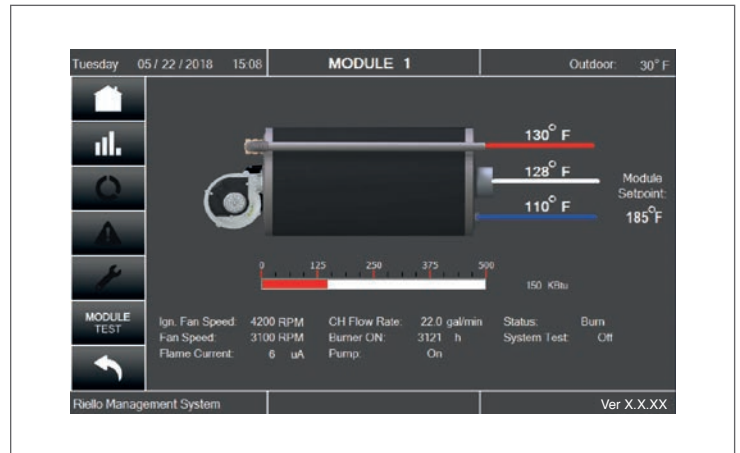 Tuesday 05 / 22 / 2018 15:08 MODULE 1 Outdoor: 30° F
130° F
128° F
110° F
Module
Setpoint:
185°F
0 125 250 375 500
150 KBtu
MODULE
TEST
Ign. Fan Speed: 4200 RPM CH Flow Rate: 22.0 gal/min Status: Burn
Fan Speed: 3100 RPM Burner ON: 3121 h System Test: Off
Flame Current: 6 uA Pump: On
Riello Management System Ver X.X.XX